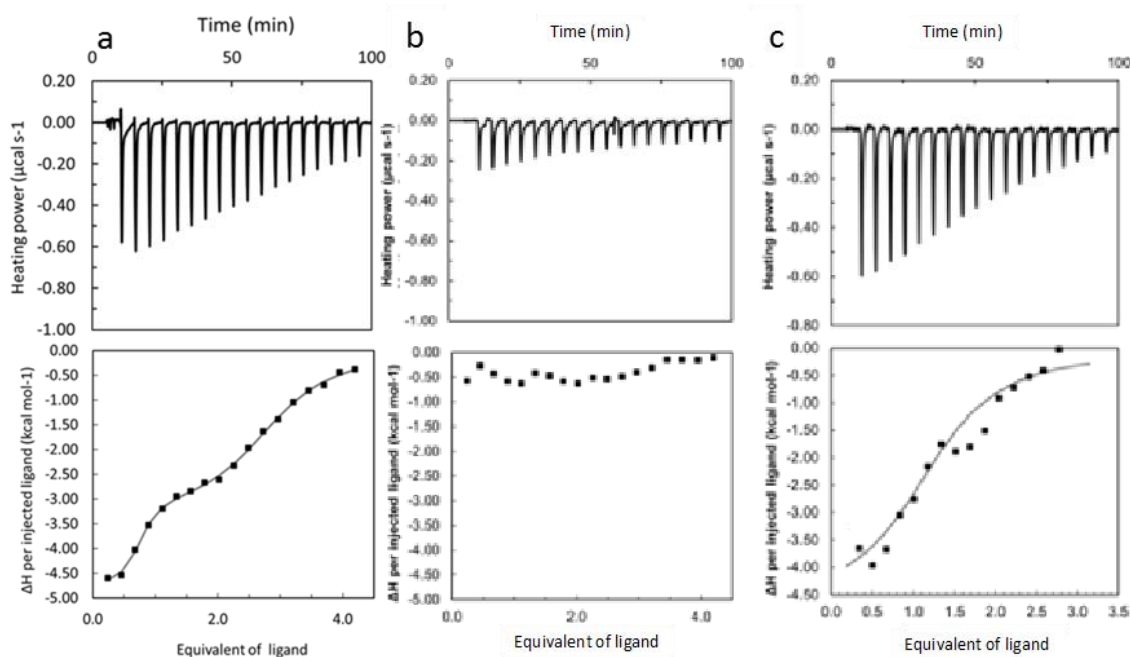 a
Time (min)
0 50 100
Heating power (µcal s-1)
0.20
0.00
-0.20
-0.40
-0.60
-0.80
-1.00
ΔH per injected ligand (kcal mol-1)
0.00
-0.50
-1.00
-1.50
-2.00
-2.50
-3.00
-3.50
-4.00
-4.50
-5.00
0.0 2.0 4.0
Equivalent of ligand
b
Time (min)
0 50 100
Heating power (µcal s-1)
0.20
0.00
-0.20
-0.40
-0.60
-0.80
-1.00
ΔH per injected ligand (kcal mol-1)
0.00
-0.50
-1.00
-1.50
-2.00
-2.50
-3.00
-3.50
-4.00
-4.50
-5.00
0.0 2.0 4.0
Equivalent of ligand
c
Time (min)
0 50 100
Heating power (µcal s-1)
0.20
0.00
-0.20
-0.40
-0.60
-0.80
ΔH per injected ligand (kcal mol-1)
0.00
-0.50
-1.00
-1.50
-2.00
-2.50
-3.00
-3.50
-4.00
-4.50
0.0 0.5 1.0 1.5 2.0 2.5 3.0 3.5
Equivalent of ligand